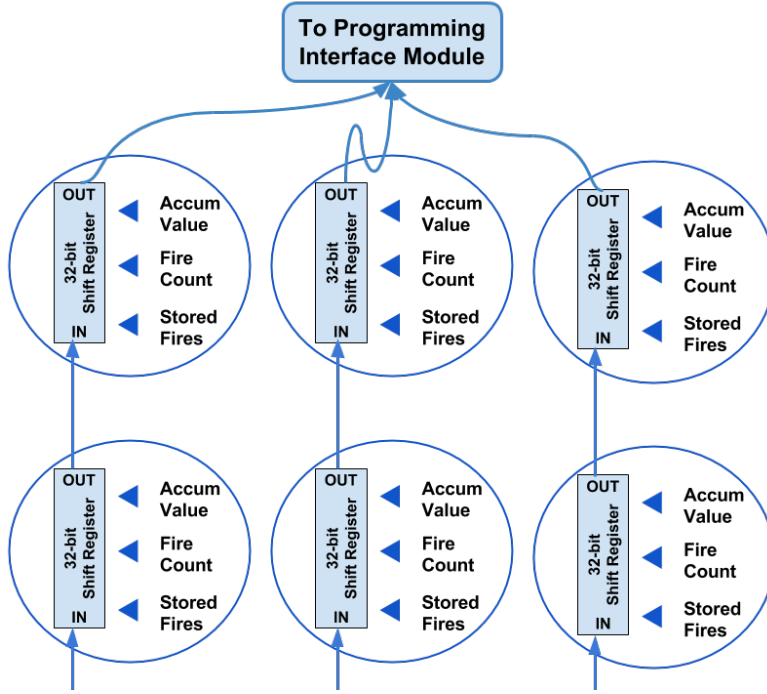 To Programming
Interface Module
OUT
32-bit
Shift Register
IN
Accum
Value
Fire
Count
Stored
Fires
OUT
32-bit
Shift Register
IN
Accum
Value
Fire
Count
Stored
Fires
OUT
32-bit
Shift Register
IN
Accum
Value
Fire
Count
Stored
Fires
OUT
32-bit
Shift Register
IN
Accum
Value
Fire
Count
Stored
Fires
OUT
32-bit
Shift Register
IN
Accum
Value
Fire
Count
Stored
Fires
OUT
32-bit
Shift Register
IN
Accum
Value
Fire
Count
Stored
Fires